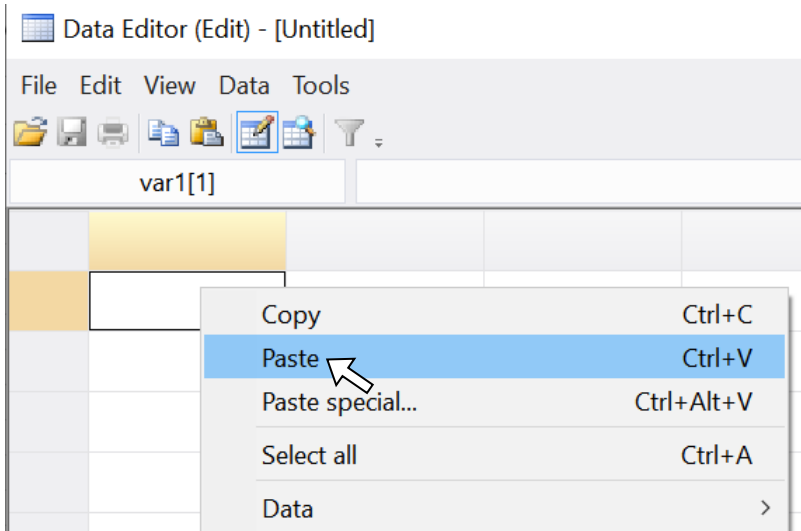 Data Editor (Edit) - [Untitled]
File Edit View Data Tools
var1[1]
Copy Ctrl+C
Paste Ctrl+V
Paste special... Ctrl+Alt+V
Select all Ctrl+A
Data >